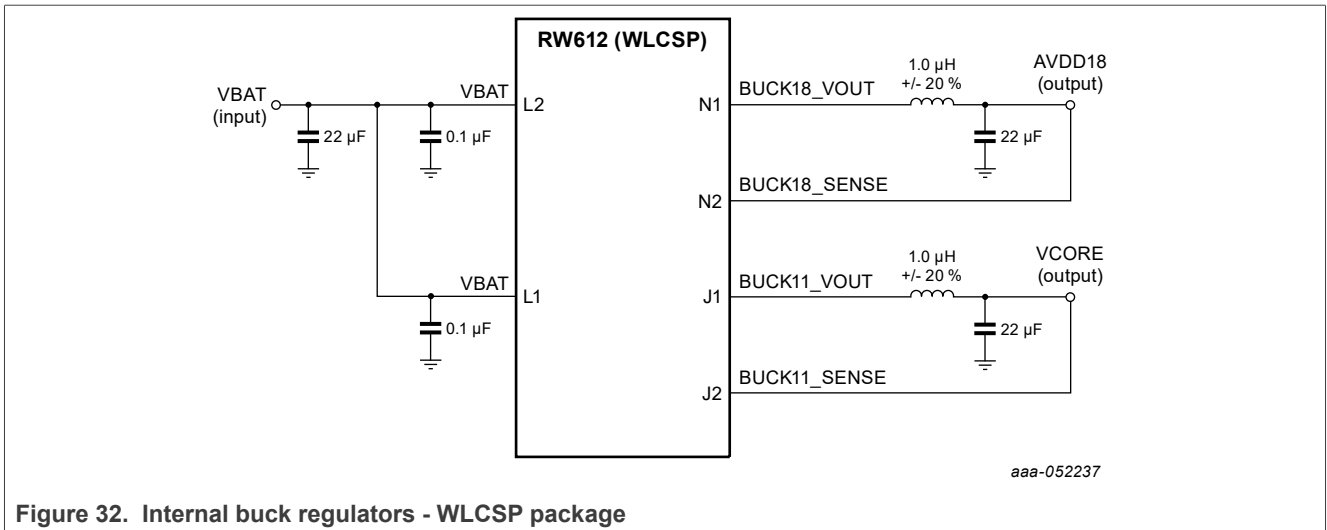 RW612 (WLCSP)
VBAT
(input)
22 µF
VBAT
0.1 µF
L2
VBAT
L1
0.1 µF
N1
BUCK18_VOUT
1.0 µH
+/- 20 %
AVDD18
(output)
22 µF
N2
BUCK18_SENSE
J1
BUCK11_VOUT
1.0 µH
+/- 20 %
VCORE
(output)
22 µF
J2
BUCK11_SENSE
aaa-052237
Figure 32. Internal buck regulators - WLCSP package